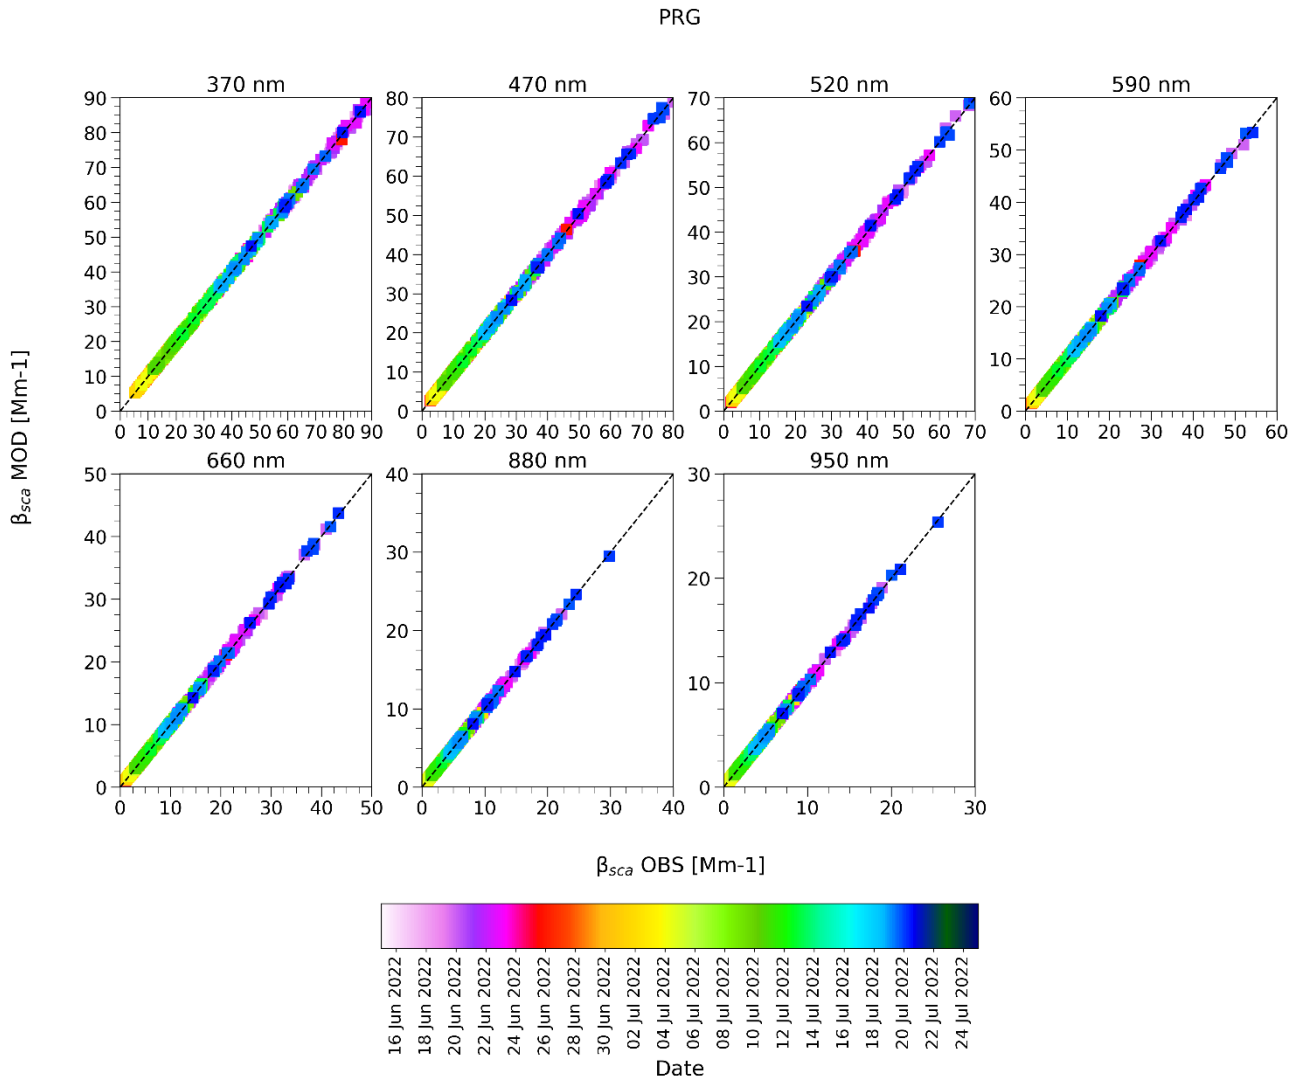 PRG
370 nm
470 nm
520 nm
590 nm
90
80
70
60
50
40
30
20
10
0
0 10 20 30 40 50 60 70 80 90
80
70
60
50
40
30
20
10
0
0 10 20 30 40 50 60 70 80
70
60
50
40
30
20
10
0
0 10 20 30 40 50 60 70
60
50
40
30
20
10
0
0 10 20 30 40 50 60
βsca MOD [Mm-1]
660 nm
880 nm
950 nm
50
40
30
20
10
0
0 10 20 30 40 50
40
30
20
10
0
0 10 20 30 40
30
20
10
0
0 10 20 30
βsca OBS [Mm-1]
16 Jun 2022
18 Jun 2022
20 Jun 2022
22 Jun 2022
24 Jun 2022
26 Jun 2022
28 Jun 2022
30 Jun 2022
02 Jul 2022
04 Jul 2022
06 Jul 2022
08 Jul 2022
10 Jul 2022
12 Jul 2022
14 Jul 2022
16 Jul 2022
18 Jul 2022
20 Jul 2022
22 Jul 2022
24 Jul 2022
Date